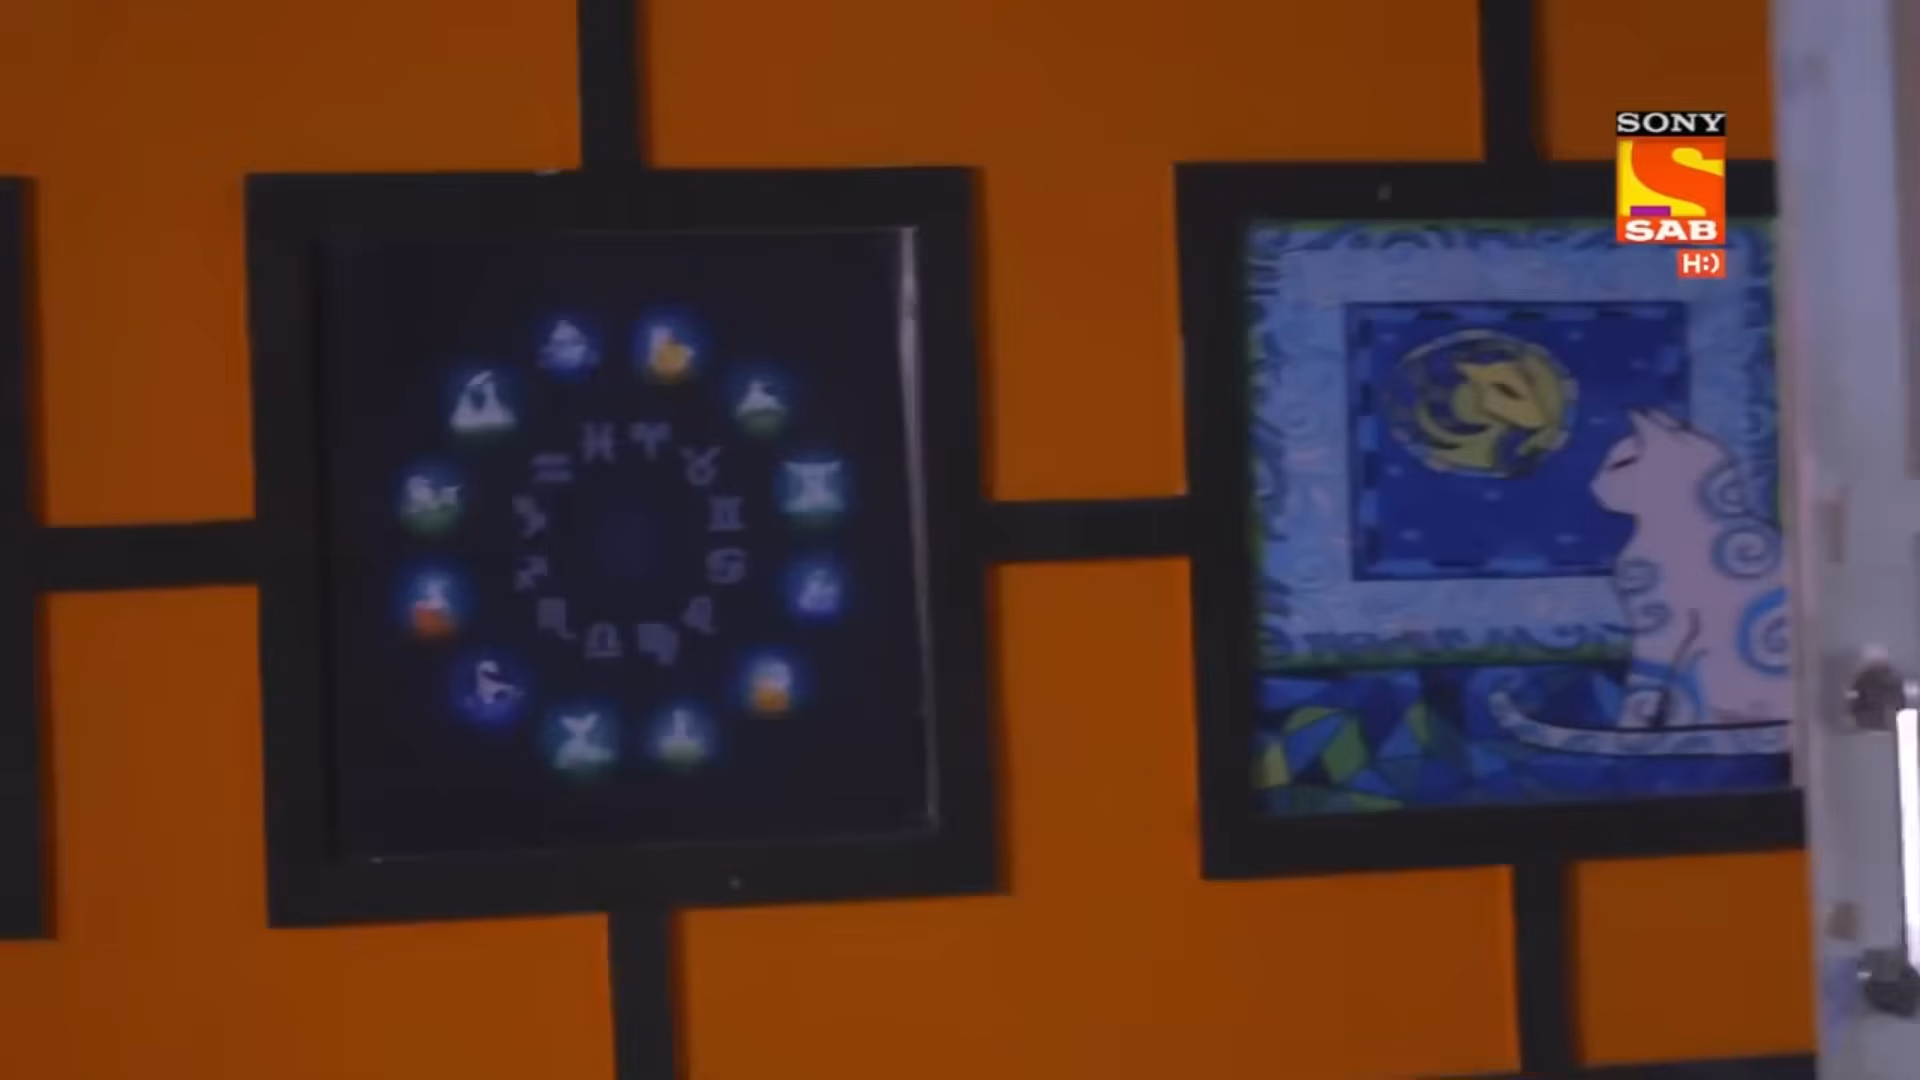 SONY
SAB
H:)
♓ ♈
♒ ♉
♑ ♊
♐ ♋
♏ ♌
♎ ♍